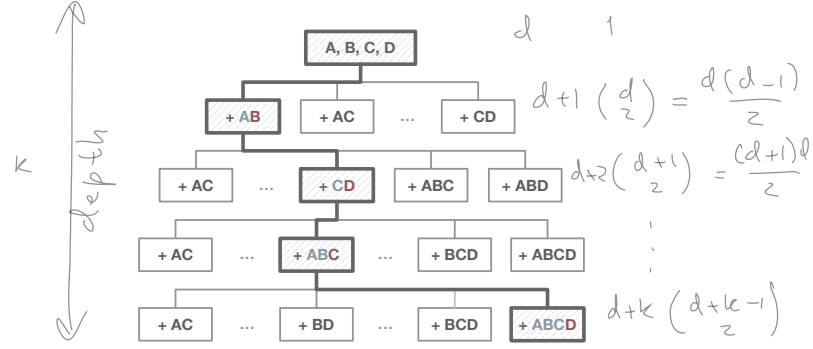 d 1
A, B, C, D
d+1 (d 2) = d(d-1) / 2
+ AB + AC ... + CD
d+2 (d+1 2) = (d+1)d / 2
+ AC ... + CD + ABC + ABD
k
depth
+ AC ... + ABC ... + BCD + ABCD
⋮
+ AC ... + BD ... + BCD + ABCD
d+k (d+k-1 2)